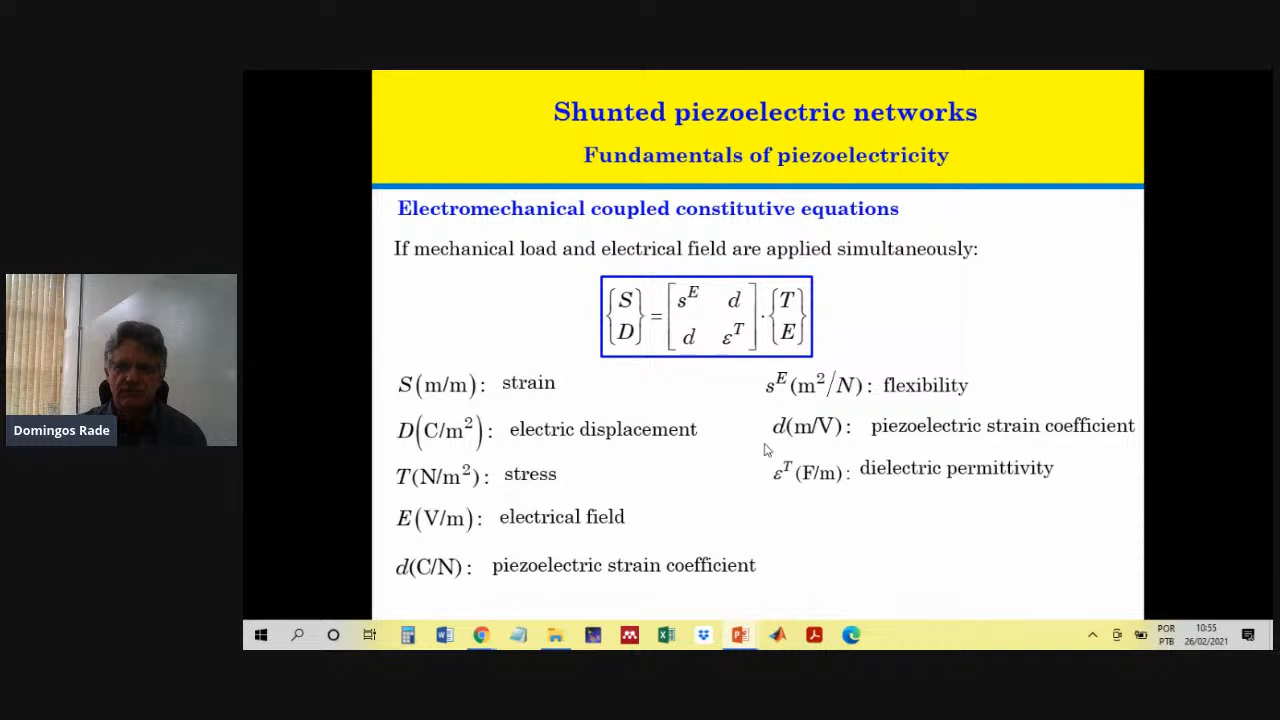 Shunted piezoelectric networks
Fundamentals of piezoelectricity
Electromechanical coupled constitutive equations
If mechanical load and electrical field are applied simultaneously:
{S D} = [s^E d d ε^T] · {T E}
S(m/m): strain
D(C/m²): electric displacement
T(N/m²): stress
E(V/m): electrical field
d(C/N): piezoelectric strain coefficient
s^E(m²/N): flexibility
d(m/V): piezoelectric strain coefficient
ε^T(F/m): dielectric permittivity
Domingos Rade
POR
PTB
10:55
26/02/2021